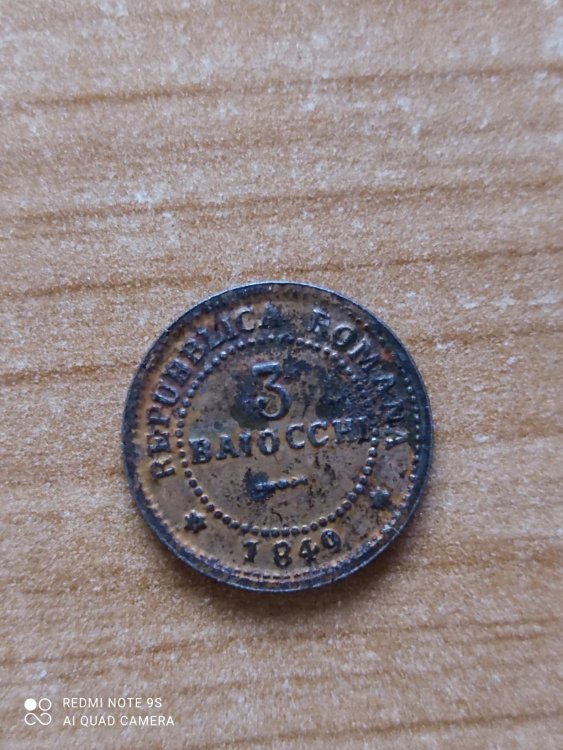 REPUBBLICA ROMANA
3
BAIOCCHI
1849
REDMI NOTE 9S
AI QUAD CAMERA